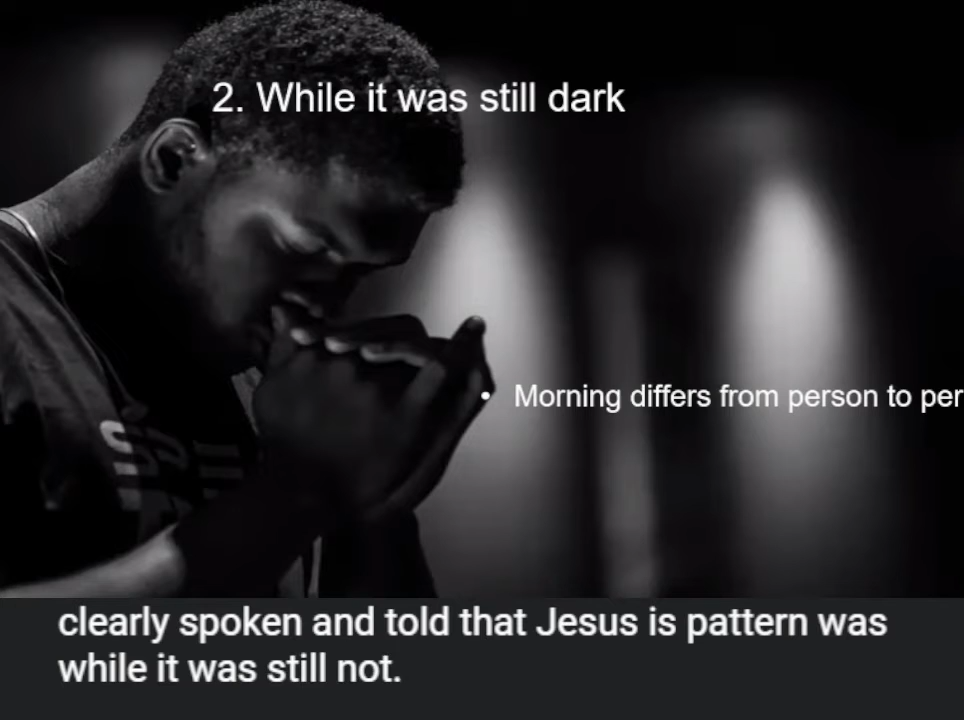 2. While it was still dark
• Morning differs from person to per
clearly spoken and told that Jesus is pattern was
while it was still not.